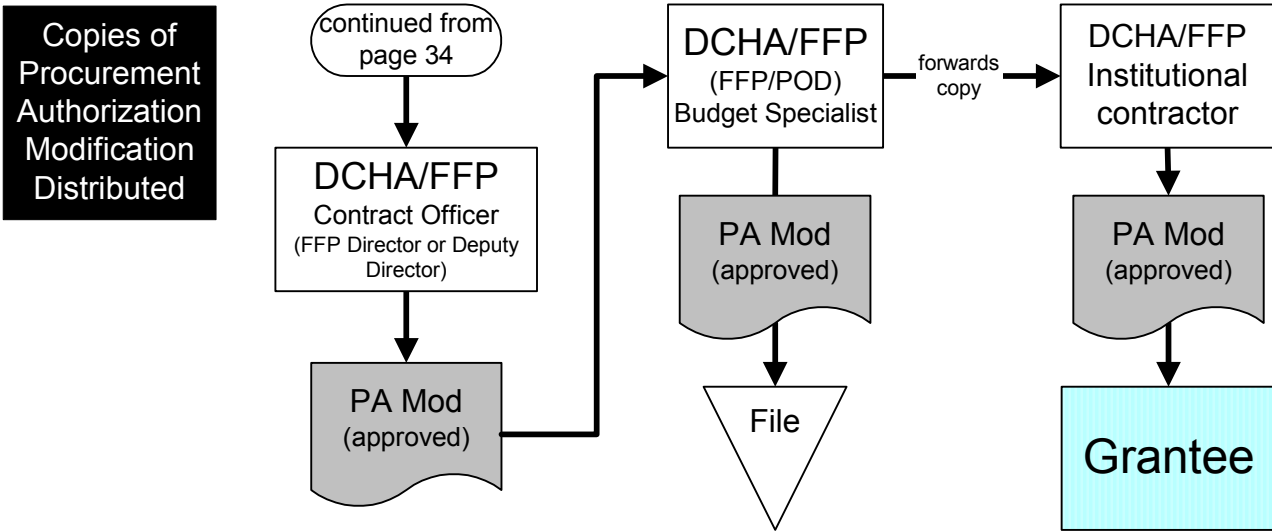 Copies of
Procurement
Authorization
Modification
Distributed
continued from
page 34
DCHA/FFP
Contract Officer
(FFP Director or Deputy
Director)
PA Mod
(approved)
DCHA/FFP
(FFP/POD)
Budget Specialist
forwards
copy
PA Mod
(approved)
File
DCHA/FFP
Institutional
contractor
PA Mod
(approved)
Grantee